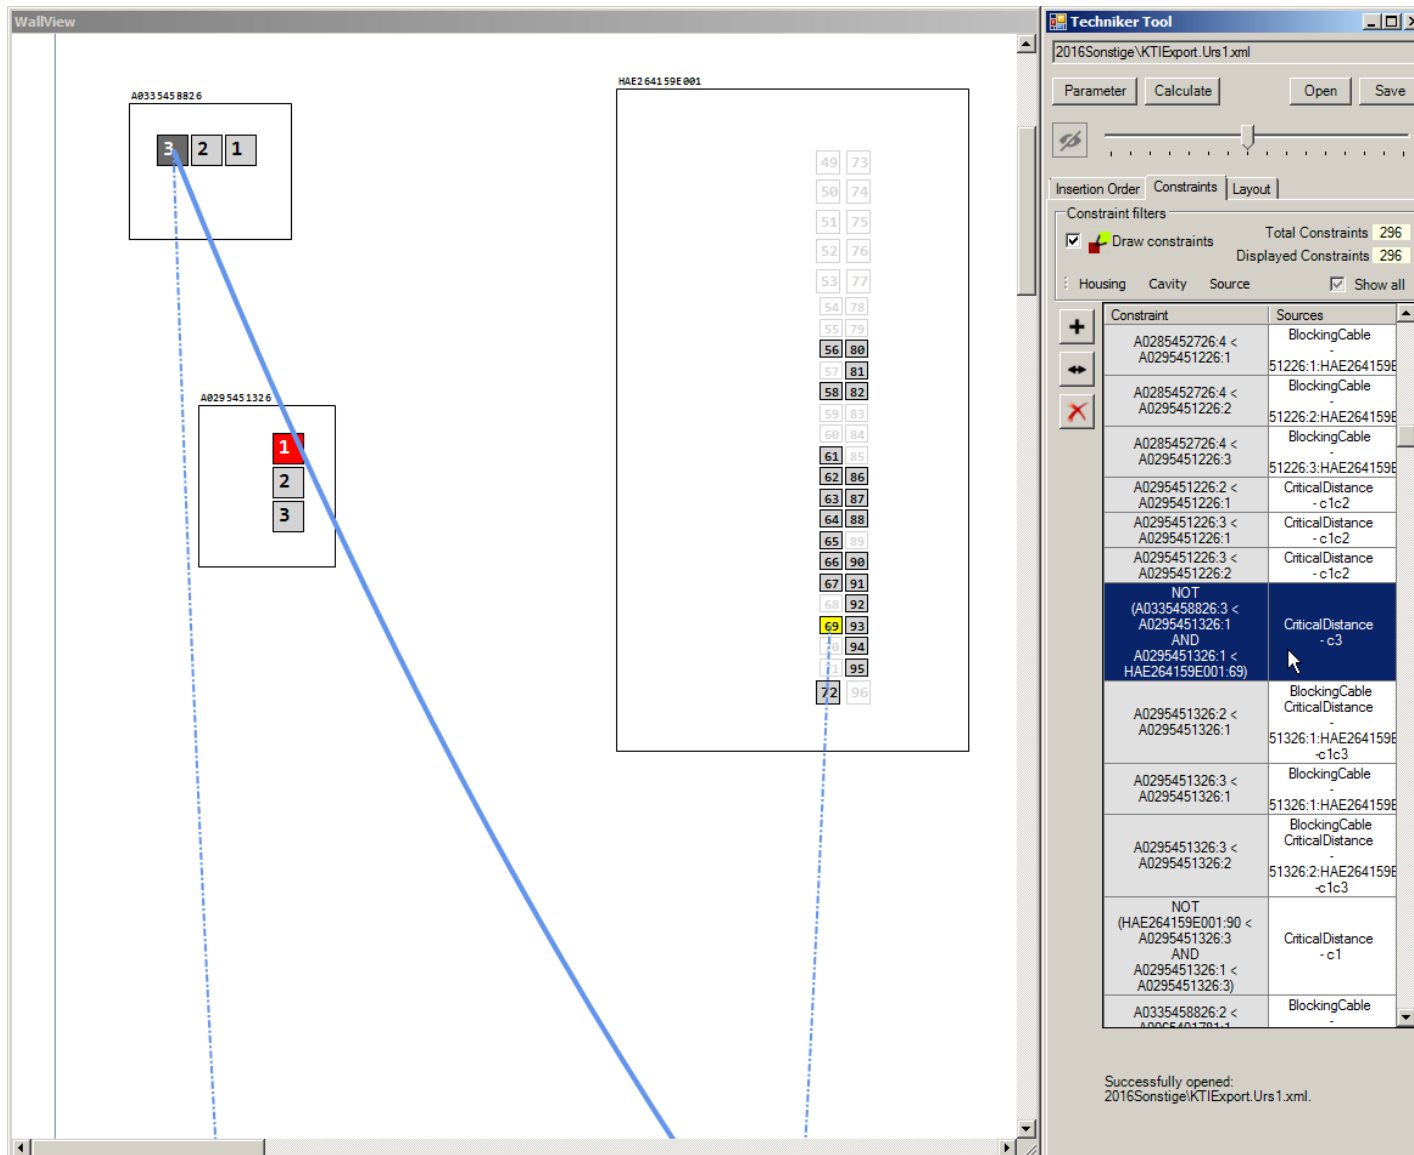 WallView
A0335458826
3 2 1
A0295451326
1
2
3
HAE264159E001
49 73
50 74
51 75
52 76
53 77
54 78
55 79
56 80
57 81
58 82
59 83
60 84
61 85
62 86
63 87
64 88
65 89
66 90
67 91
68 92
69 93
70 94
71 95
72 96
Techniker Tool
2016Sonstige\KTIExport.Urs1.xml
Parameter Calculate Open Save
Insertion Order Constraints Layout
Constraint filters
Draw constraints
Total Constraints 296
Displayed Constraints 296
Housing Cavity Source Show all
Constraint Sources
A0285452726:4 <
A0295451226:1
BlockingCable
-
51226:1:HAE264159E
A0285452726:4 <
A0295451226:2
BlockingCable
-
51226:2:HAE264159E
A0285452726:4 <
A0295451226:3
BlockingCable
-
51226:3:HAE264159E
A0295451226:2 <
A0295451226:1
CriticalDistance
- c1c2
A0295451226:3 <
A0295451226:1
CriticalDistance
- c1c2
A0295451226:3 <
A0295451226:2
CriticalDistance
- c1c2
NOT
(A0335458826:3 <
A0295451326:1
AND
A0295451326:1 <
HAE264159E001:69)
CriticalDistance
- c3
A0295451326:2 <
A0295451326:1
BlockingCable
CriticalDistance
-
51326:1:HAE264159E
-c1c3
A0295451326:3 <
A0295451326:1
BlockingCable
-
51326:1:HAE264159E
A0295451326:3 <
A0295451326:2
BlockingCable
CriticalDistance
-
51326:2:HAE264159E
-c1c3
NOT
(HAE264159E001:90 <
A0295451326:3
AND
A0295451326:1 <
A0295451326:3)
CriticalDistance
- c1
A0335458826:2 <
BlockingCable
-
Successfully opened:
2016Sonstige\KTIExport.Urs1.xml.